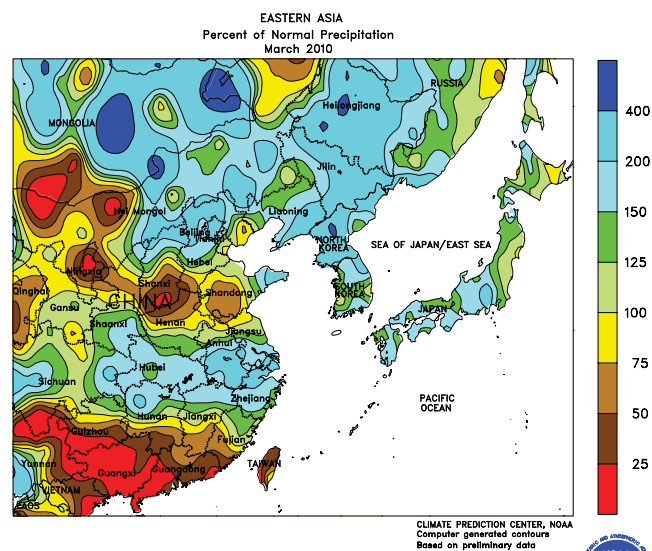 EASTERN ASIA
Percent of Normal Precipitation
March 2010
RUSSIA
Heilongjiang
MONGOLIA
Jilin
Nei Mongol
Liaoning
Beijing
Tianjin
NORTH
KOREA
SEA OF JAPAN/EAST SEA
Hebei
Ningxia
Shanxi
Qinghai
SOUTH
KOREA
Shandong
CHINA
Gansu
JAPAN
Shaanxi
Henan
Jiangsu
Anhui
Hubei
Sichuan
Zhejiang
PACIFIC
OCEAN
Hunan
Jiangxi
Guizhou
Fujian
Yunnan
Guangxi
Guangdong
TAIWAN
VIETNAM
LAOS
400
200
150
125
100
75
50
25
CLIMATE PREDICTION CENTER, NOAA
Computer generated contours
Based on preliminary data